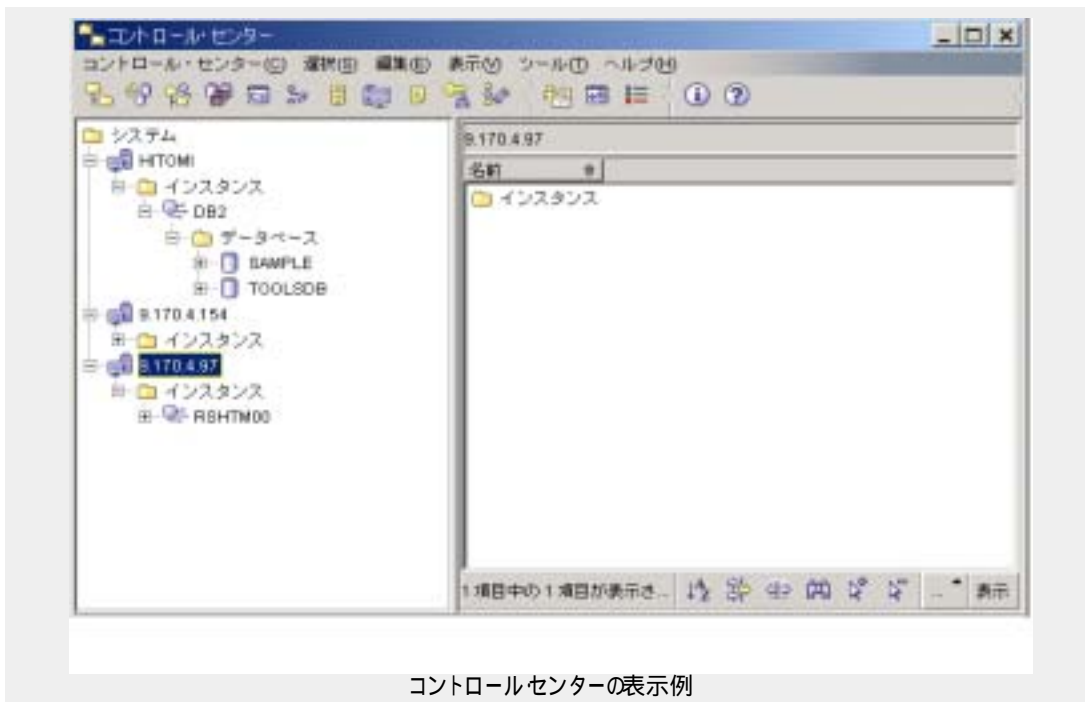 コントロール・センター
コントロール・センター(C) 選択(S) 編集(E) 表示(V) ツール(T) ヘルプ(H)
システム
HITOMI
インスタンス
DB2
データベース
SAMPLE
TOOLSDB
9.170.4.154
インスタンス
9.170.4.97
インスタンス
RSHTM00
9.170.4.97
名前
インスタンス
1 項目中の 1 項目が表示さ...
表示
コントロールセンターの表示例